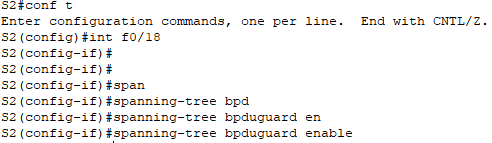 S2#conf t
Enter configuration commands, one per line.  End with CNTL/Z.
S2(config)#int f0/18
S2(config-if)#
S2(config-if)#
S2(config-if)#span
S2(config-if)#spanning-tree bpd
S2(config-if)#spanning-tree bpduguard en
S2(config-if)#spanning-tree bpduguard enable